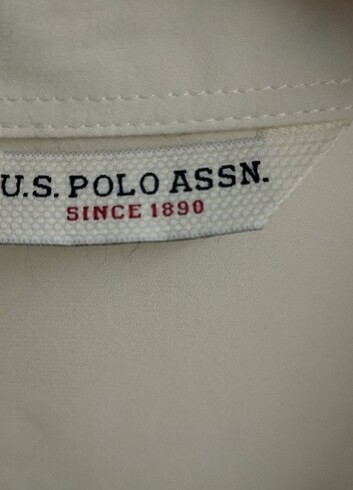 U.S. POLO ASSN.
SINCE 1890